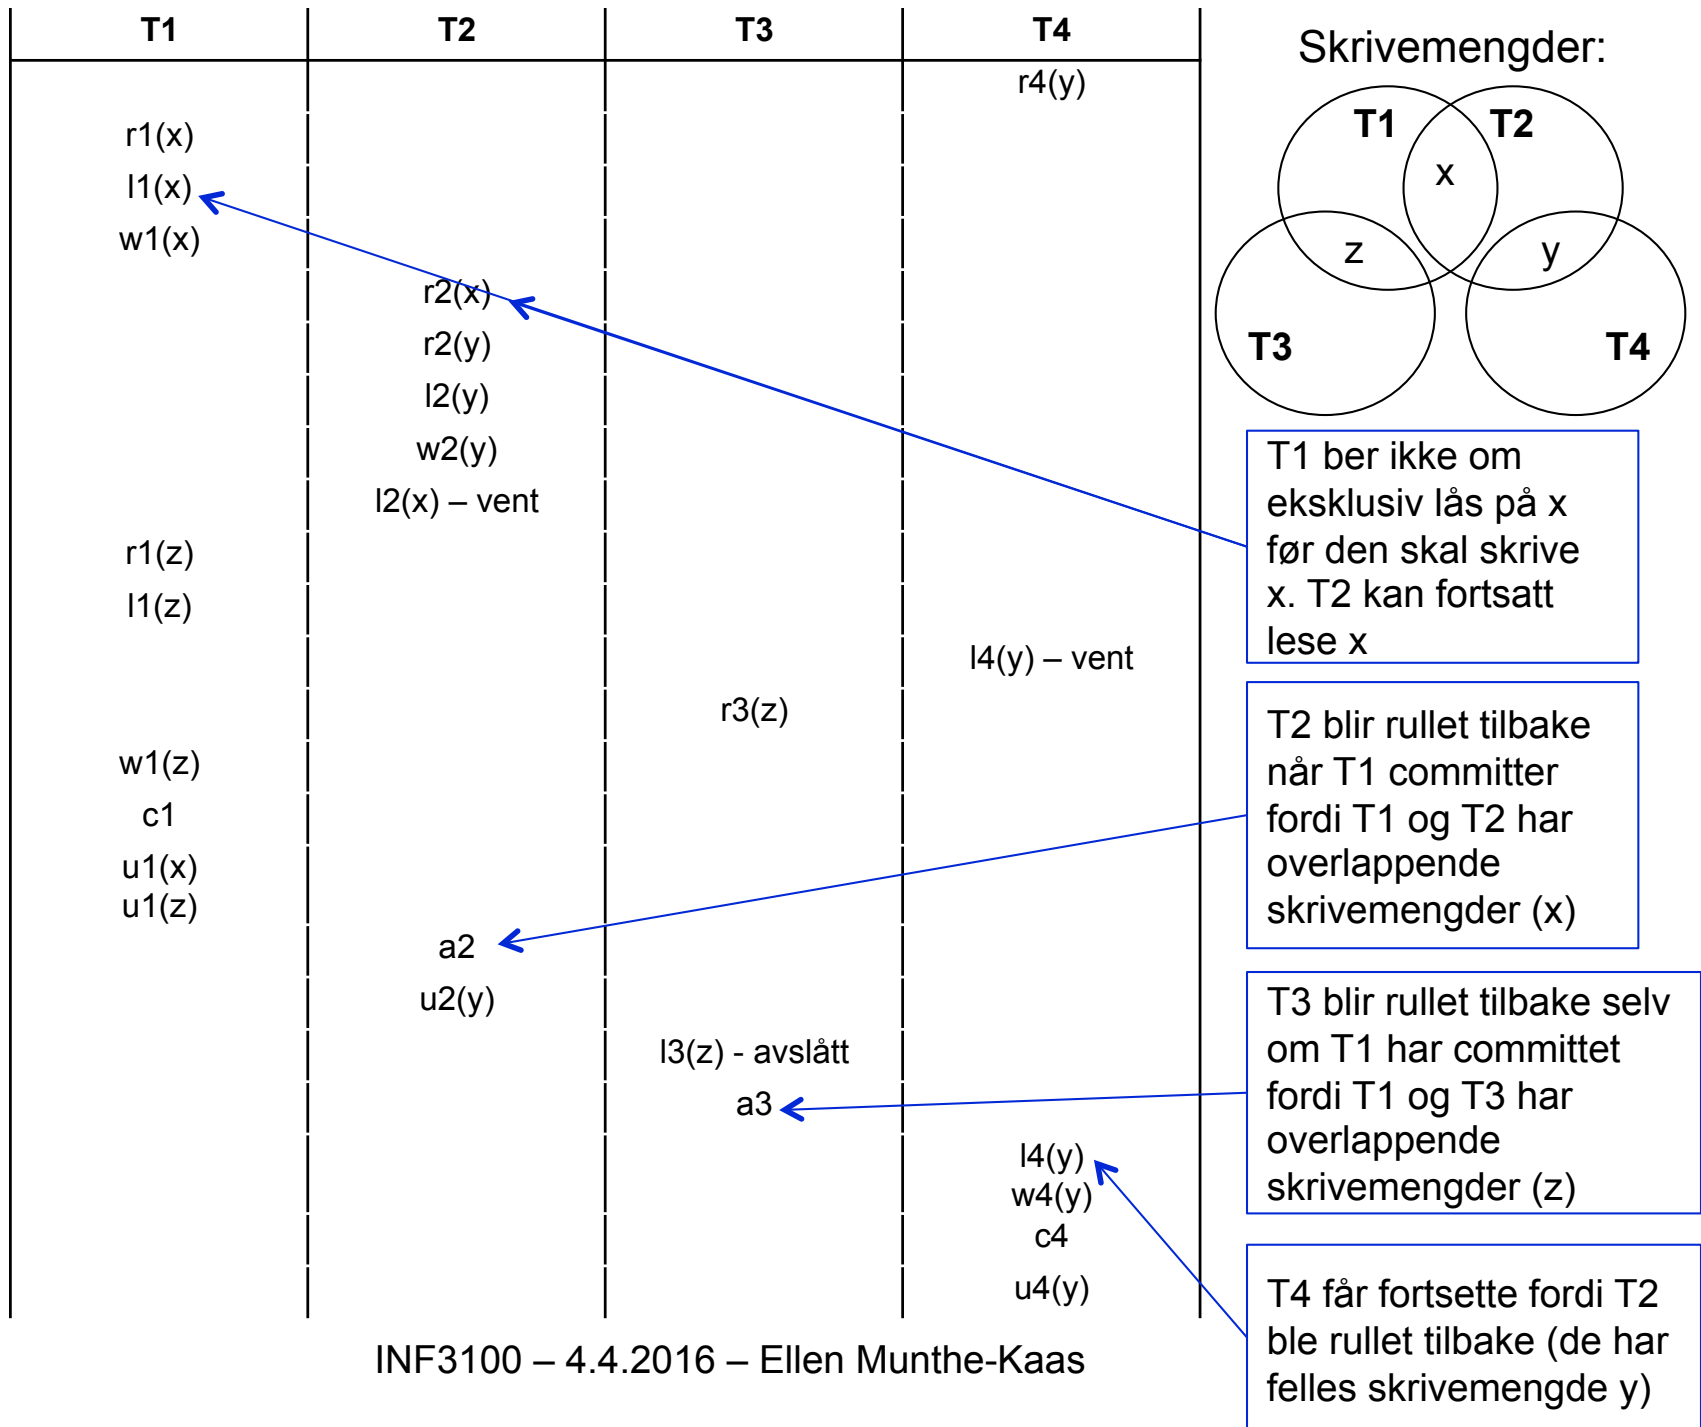 T1 T2 T3 T4
r4(y)
r1(x)
l1(x)
w1(x)
r2(x)
r2(y)
l2(y)
w2(y)
l2(x) – vent
r1(z)
l1(z)
l4(y) – vent
r3(z)
w1(z)
c1
u1(x)
u1(z)
a2
u2(y)
l3(z) - avslått
a3
l4(y)
w4(y)
c4
u4(y)
Skrivemengder:
T1 T2
x
z y
T3 T4
T1 ber ikke om
eksklusiv lås på x
før den skal skrive
x. T2 kan fortsatt
lese x
T2 blir rullet tilbake
når T1 committer
fordi T1 og T2 har
overlappende
skrivemengder (x)
T3 blir rullet tilbake selv
om T1 har committet
fordi T1 og T3 har
overlappende
skrivemengder (z)
T4 får fortsette fordi T2
ble rullet tilbake (de har
felles skrivemengde y)
INF3100 – 4.4.2016 – Ellen Munthe-Kaas